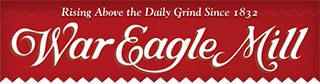 Rising Above the Daily Grind Since 1832
War Eagle Mill